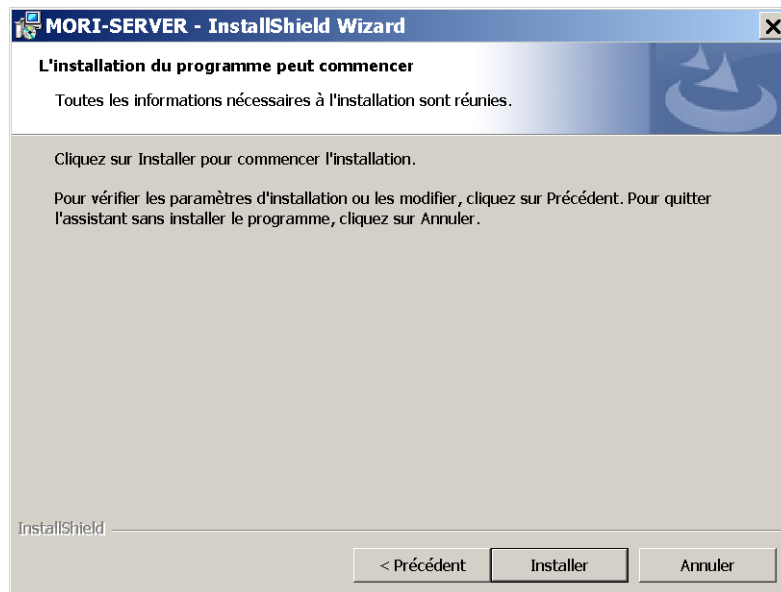 MORI-SERVER - InstallShield Wizard
L'installation du programme peut commencer
Toutes les informations nécessaires à l'installation sont réunies.
Cliquez sur Installer pour commencer l'installation.
Pour vérifier les paramètres d'installation ou les modifier, cliquez sur Précédent. Pour quitter
l'assistant sans installer le programme, cliquez sur Annuler.
InstallShield
< Précédent
Installer
Annuler